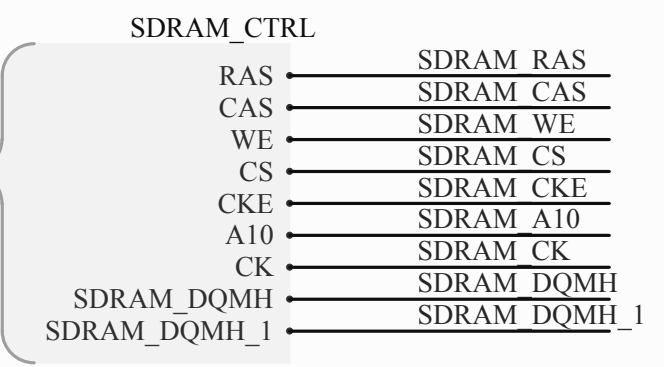 SDRAM_CTRL
RAS SDRAM_RAS
CAS SDRAM_CAS
WE SDRAM_WE
CS SDRAM_CS
CKE SDRAM_CKE
A10 SDRAM_A10
CK SDRAM_CK
SDRAM_DQMH SDRAM_DQMH
SDRAM_DQMH_1 SDRAM_DQMH_1